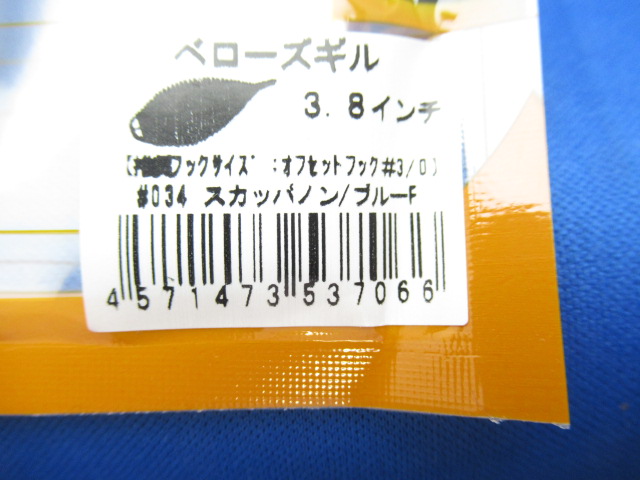 ベローズギル
3.8インチ
フックサイズ:オフセットフック#3/0)
#034 スカッパノン/ブルーF
4571473537066